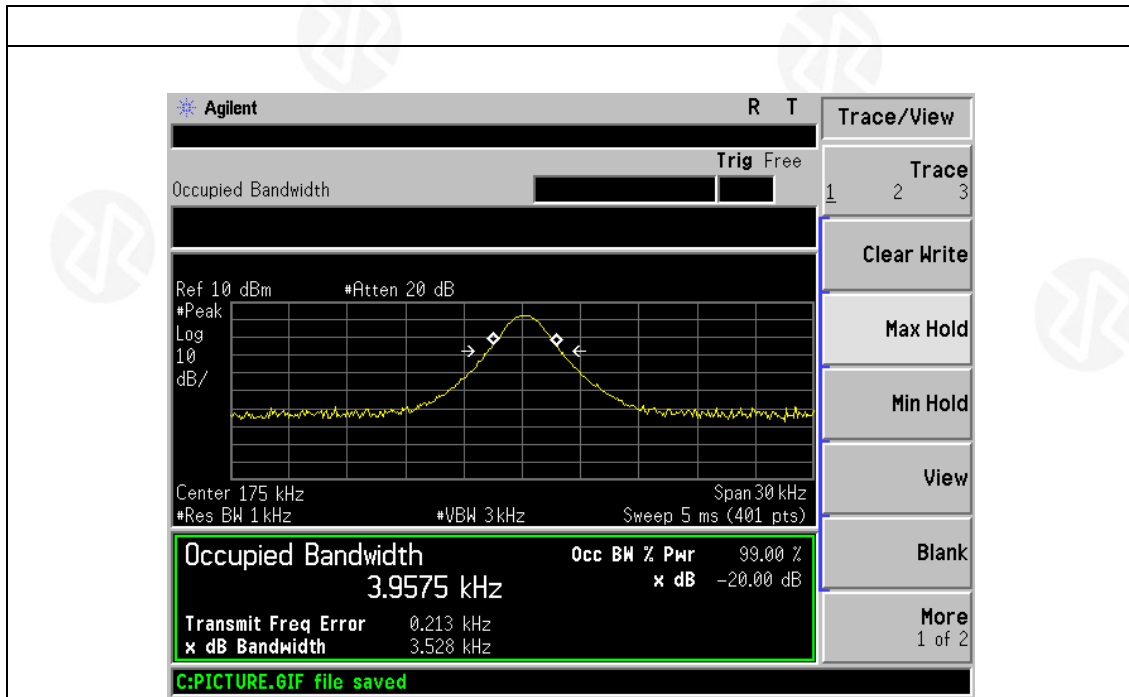 Agilent R T
Trace/View
Trig Free
Occupied Bandwidth
Trace
1 2 3
Clear Write
Ref 10 dBm #Atten 20 dB
#Peak
Log
10
dB/
Max Hold
Min Hold
View
Center 175 kHz Span 30 kHz
#Res BW 1 kHz #VBW 3 kHz Sweep 5 ms (401 pts)
Occupied Bandwidth Occ BW % Pwr 99.00 %
3.9575 kHz x dB -20.00 dB
Blank
Transmit Freq Error 0.213 kHz
x dB Bandwidth 3.528 kHz
More
1 of 2
C:PICTURE.GIF file saved